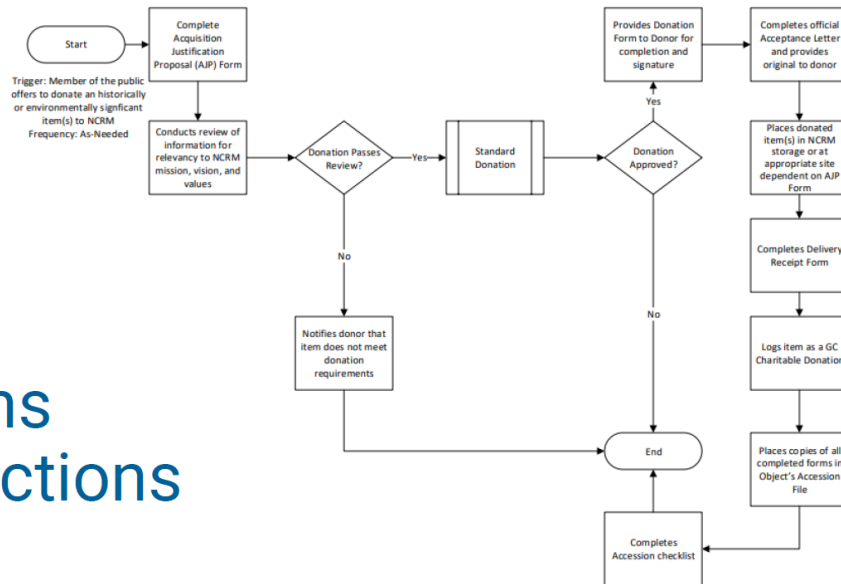 Start
Trigger: Member of the public
offers to donate an historically
or environmentally signficant
item(s) to NCRM
Frequency: As-Needed
Complete
Acquisition
Justification
Proposal (AJP) Form
Conducts review of
information for
relevancy to NCRM
mission, vision, and
values
Donation Passes
Review?
Yes
No
Notifies donor that
item does not meet
donation
requirements
Standard
Donation
Donation
Approved?
Yes
No
Provides Donation
Form to Donor for
completion and
signature
Completes official
Acceptance Letter
and provides
original to donor
Places donated
item(s) in NCRM
storage or at
appropriate site
dependent on AJP
Form
Completes Delivery
Receipt Form
Logs item as a GC
Charitable Donation
Places copies of all
completed forms in
Object's Accession
File
Completes
Accession checklist
End
ns
ctions